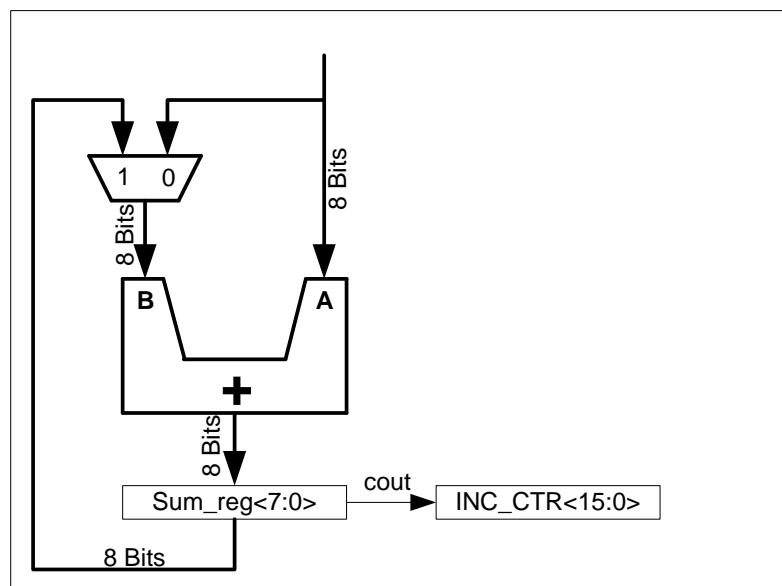 1 0
8 Bits
8 Bits
B
A
+
8 Bits
cout
Sum_reg<7:0>
INC_CTR<15:0>
8 Bits